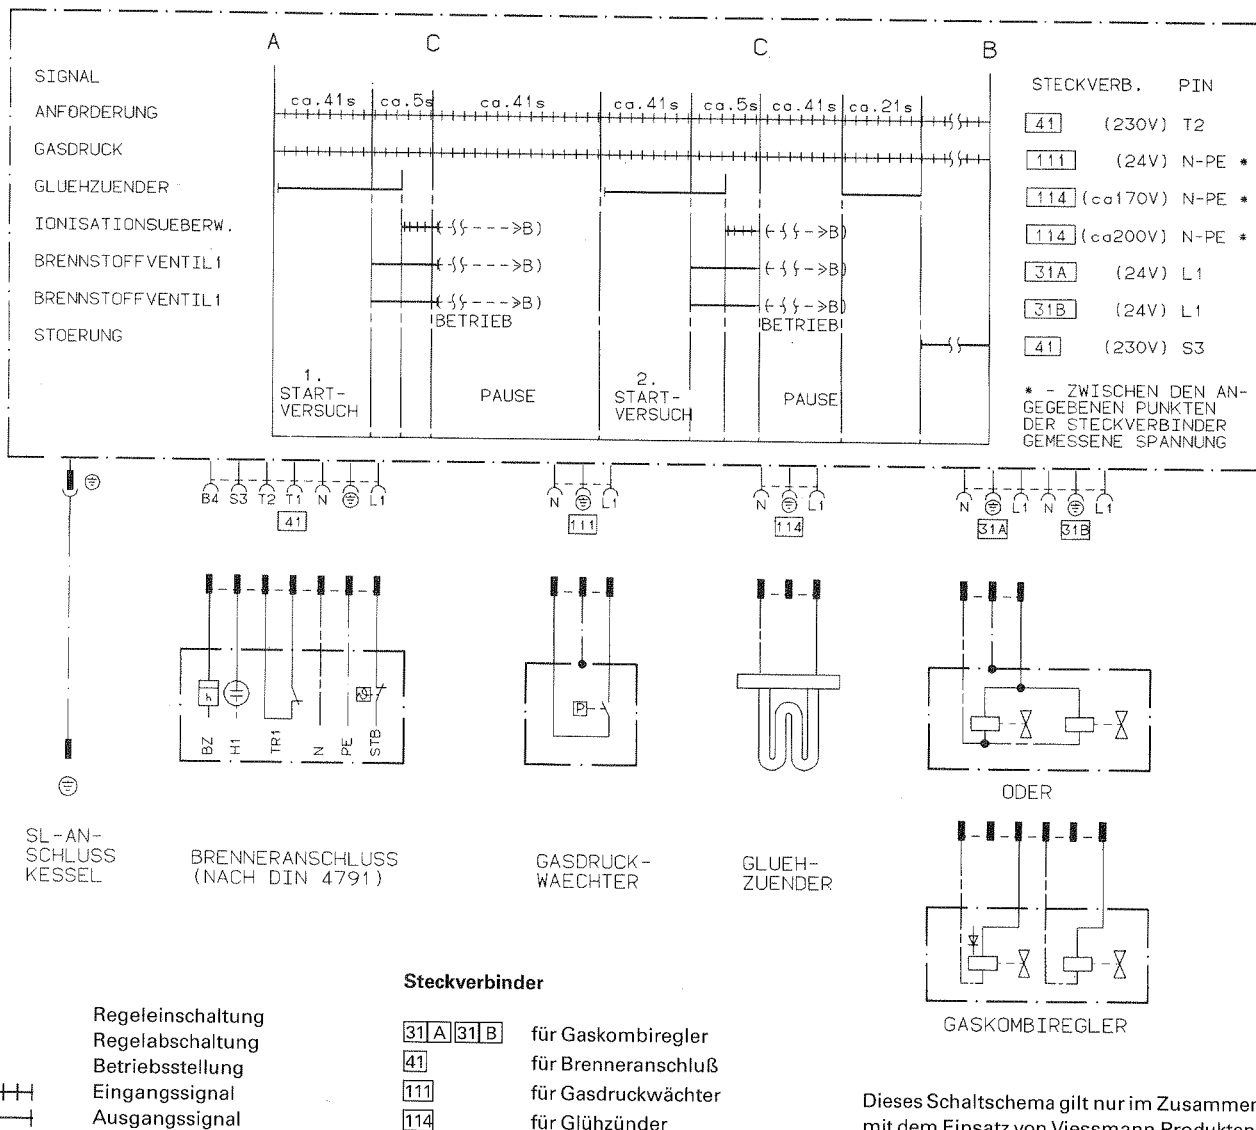 A C C B
SIGNAL
STECKVERB. PIN
ca.41s ca.5s ca.41s ca.41s ca.5s ca.41s ca.21s
ANFORDERUNG
41 (230V) T2
GASDRUCK
111 (24V) N-PE *
GLUEHZUENDER
114 (ca170V) N-PE *
IONISATIONSUEBERW. B) B)
114 (ca200V) N-PE *
BRENNSTOFFVENTIL1 B) B)
31A (24V) L1
BRENNSTOFFVENTIL1 B) B)
31B (24V) L1
BETRIEB BETRIEB
STOERUNG
41 (230V) S3
1.
START-
VERSUCH
PAUSE
2.
START-
VERSUCH
PAUSE
* - ZWISCHEN DEN AN-
GEGEBENEN PUNKTEN
DER STECKVERBINDER
GEMESSENE SPANNUNG
B4 S3 T2 T1 N L1
41
N L1
111
N L1
114
N L1 N L1
31A 31B
h
P
BZ H1 TR1 N PE STB
ODER
SL-AN-
SCHLUSS
KESSEL
BRENNERANSCHLUSS
(NACH DIN 4791)
GASDRUCK-
WAECHTER
GLUEH-
ZUENDER
GASKOMBIREGLER
Steckverbinder
Regeleinschaltung
Regelabschaltung
Betriebsstellung
Eingangssignal
Ausgangssignal
31 A 31 B für Gaskombiregler
41 für Brenneranschluß
111 für Gasdruckwächter
114 für Glühzünder
Dieses Schaltschema gilt nur im Zusammen
mit dem Einsatz von Viessmann Produkten